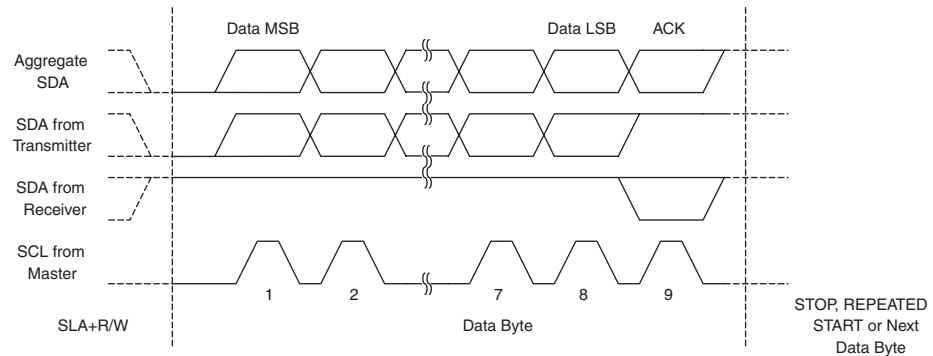 Data MSB
Data LSB
ACK
Aggregate
SDA
SDA from
Transmitter
SDA from
Receiver
SCL from
Master
1
2
7
8
9
SLA+R/W
Data Byte
STOP, REPEATED
START or Next
Data Byte